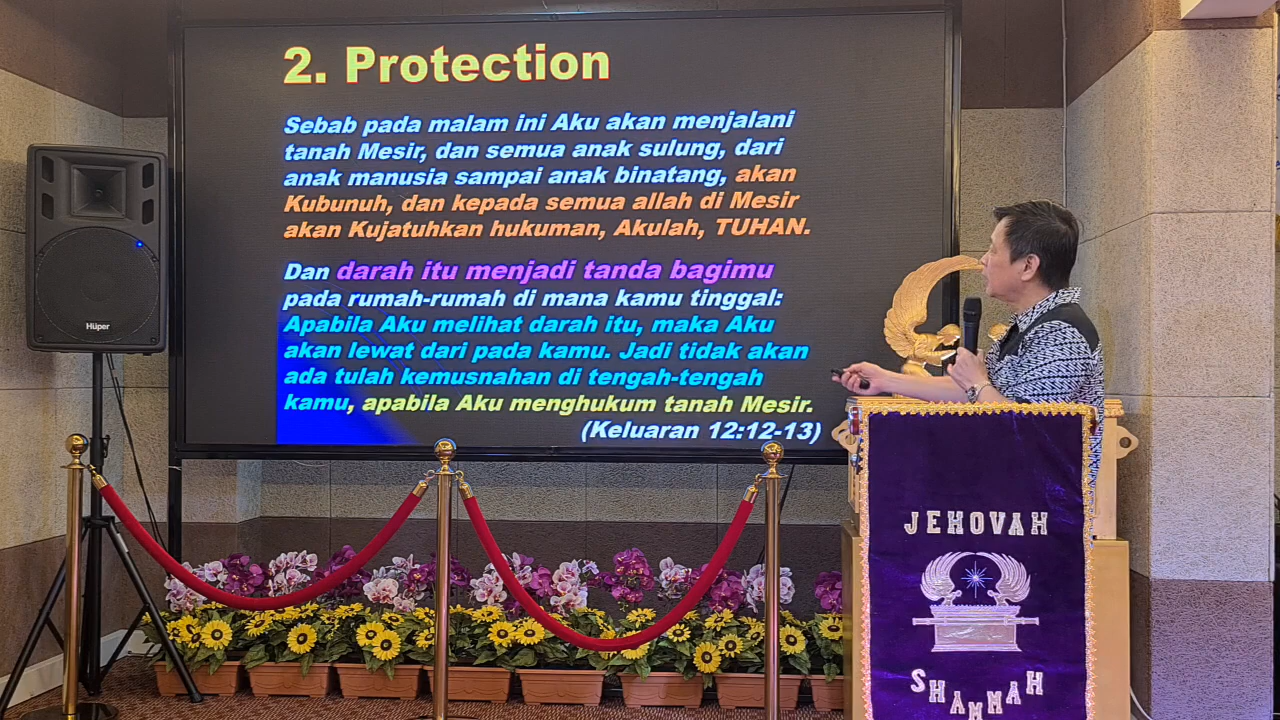 2. Protection
Sebab pada malam ini Aku akan menjalani
tanah Mesir, dan semua anak sulung, dari
anak manusia sampai anak binatang, akan
Kubunuh, dan kepada semua allah di Mesir
akan Kujatuhkan hukuman, Akulah, TUHAN.
Dan darah itu menjadi tanda bagimu
pada rumah-rumah di mana kamu tinggal:
Apabila Aku melihat darah itu, maka Aku
akan lewat dari pada kamu. Jadi tidak akan
ada tulah kemusnahan di tengah-tengah
kamu, apabila Aku menghukum tanah Mesir.
(Keluaran 12:12-13)
Hüper
JEHOVAH
SHAMMAH